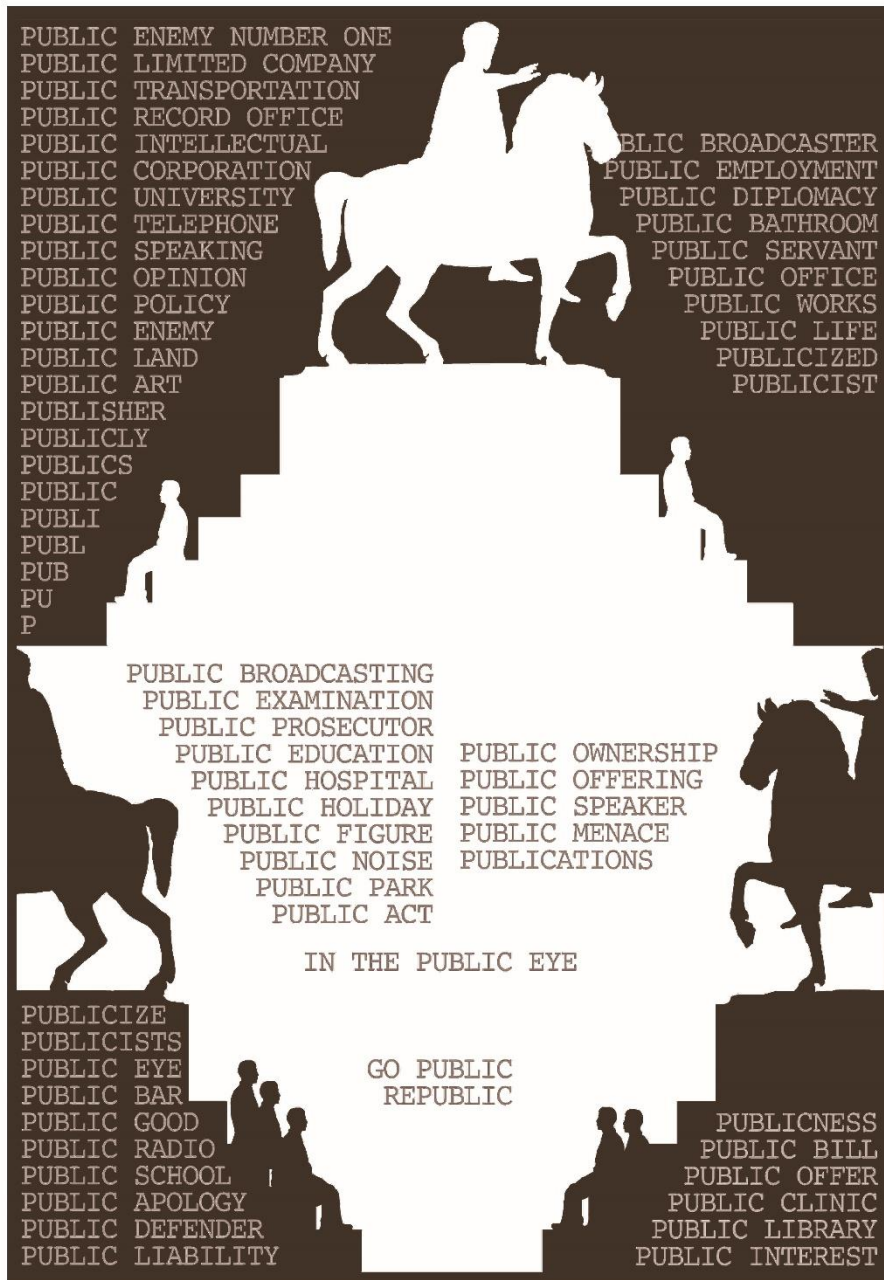 PUBLIC ENEMY NUMBER ONE
PUBLIC LIMITED COMPANY
PUBLIC TRANSPORTATION
PUBLIC RECORD OFFICE
PUBLIC INTELLECTUAL
PUBLIC CORPORATION
PUBLIC UNIVERSITY
PUBLIC TELEPHONE
PUBLIC SPEAKING
PUBLIC OPINION
PUBLIC POLICY
PUBLIC ENEMY
PUBLIC LAND
PUBLIC ART
PUBLISHER
PUBLICLY
PUBLICS
PUBLIC
PUBLI
PUBL
PUB
PU
P
BLIC BROADCASTER
PUBLIC EMPLOYMENT
PUBLIC DIPLOMACY
PUBLIC BATHROOM
PUBLIC SERVANT
PUBLIC OFFICE
PUBLIC WORKS
PUBLIC LIFE
PUBLICIZED
PUBLICIST
PUBLIC BROADCASTING
PUBLIC EXAMINATION
PUBLIC PROSECUTOR
PUBLIC EDUCATION
PUBLIC HOSPITAL
PUBLIC HOLIDAY
PUBLIC FIGURE
PUBLIC NOISE
PUBLIC PARK
PUBLIC ACT
PUBLIC OWNERSHIP
PUBLIC OFFERING
PUBLIC SPEAKER
PUBLIC MENACE
PUBLICATIONS
IN THE PUBLIC EYE
GO PUBLIC
REPUBLIC
PUBLICIZE
PUBLICISTS
PUBLIC EYE
PUBLIC BAR
PUBLIC GOOD
PUBLIC RADIO
PUBLIC SCHOOL
PUBLIC APOLOGY
PUBLIC DEFENDER
PUBLIC LIABILITY
PUBLICNESS
PUBLIC BILL
PUBLIC OFFER
PUBLIC CLINIC
PUBLIC LIBRARY
PUBLIC INTEREST